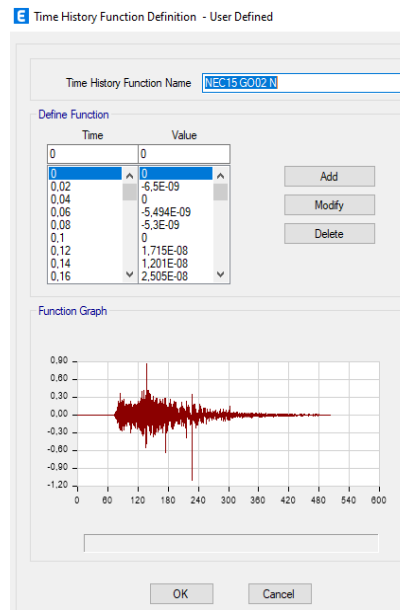 E Time History Function Definition - User Defined
Time History Function Name NEC15 GO02 N
Define Function
Time Value
0 0
0 0
0,02 -6,5E-09
0,04 0
0,06 -5,494E-09
0,08 -5,3E-09
0,1 0
0,12 1,715E-08
0,14 1,201E-08
0,16 2,505E-08
Add
Modify
Delete
Function Graph
0,90
0,60
0,30
0,00
-0,30
-0,60
-0,90
-1,20
0 60 120 180 240 300 360 420 480 540 600
OK Cancel